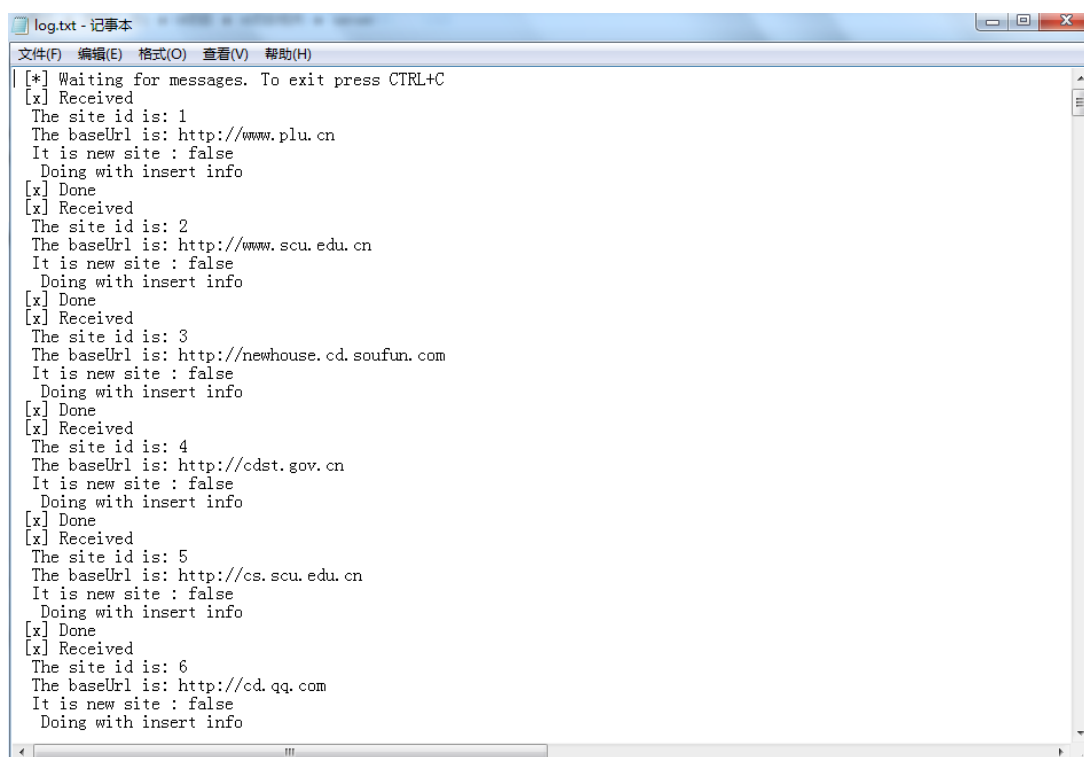 log.txt - 记事本
文件(F) 编辑(E) 格式(O) 查看(V) 帮助(H)
[*] Waiting for messages. To exit press CTRL+C
[x] Received
The site id is: 1
The baseUrl is: http://www.plu.cn
It is new site : false
Doing with insert info
[x] Done
[x] Received
The site id is: 2
The baseUrl is: http://www.scu.edu.cn
It is new site : false
Doing with insert info
[x] Done
[x] Received
The site id is: 3
The baseUrl is: http://newhouse.cd.soufun.com
It is new site : false
Doing with insert info
[x] Done
[x] Received
The site id is: 4
The baseUrl is: http://cdst.gov.cn
It is new site : false
Doing with insert info
[x] Done
[x] Received
The site id is: 5
The baseUrl is: http://cs.scu.edu.cn
It is new site : false
Doing with insert info
[x] Done
[x] Received
The site id is: 6
The baseUrl is: http://cd.qq.com
It is new site : false
Doing with insert info